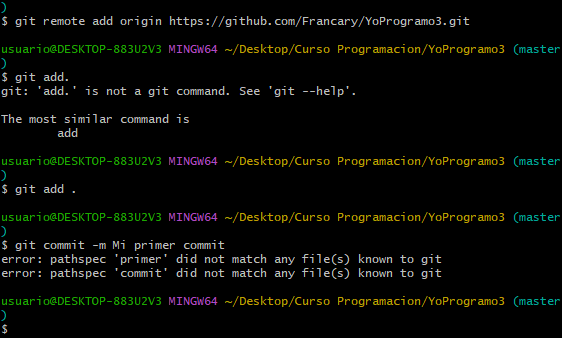 )
$ git remote add origin https://github.com/Francary/YoProgramo3.git

usuario@DESKTOP-883U2V3 MINGW64 ~/Desktop/Curso Programacion/YoProgramo3 (master
)
$ git add.
git: 'add.' is not a git command. See 'git --help'.

The most similar command is
        add

usuario@DESKTOP-883U2V3 MINGW64 ~/Desktop/Curso Programacion/YoProgramo3 (master
)
$ git add .

usuario@DESKTOP-883U2V3 MINGW64 ~/Desktop/Curso Programacion/YoProgramo3 (master
)
$ git commit -m Mi primer commit
error: pathspec 'primer' did not match any file(s) known to git
error: pathspec 'commit' did not match any file(s) known to git

usuario@DESKTOP-883U2V3 MINGW64 ~/Desktop/Curso Programacion/YoProgramo3 (master
)
$